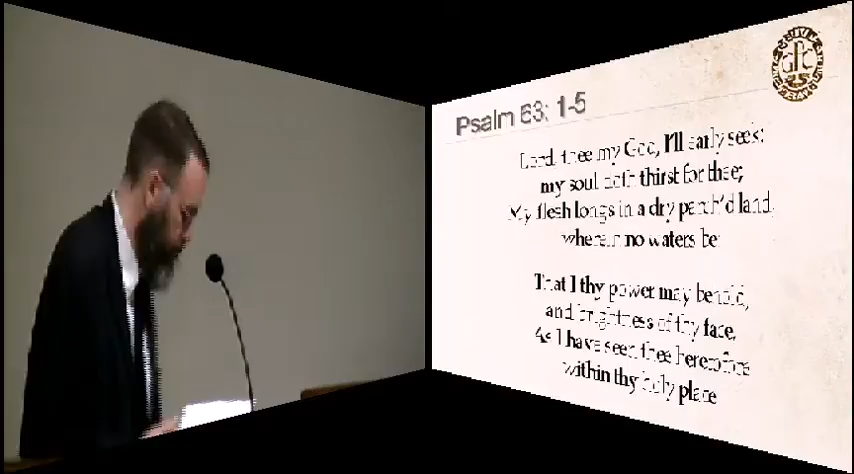 Psalm 63: 1-5
Lord, thee my God, I'll early seek:
my soul doth thirst for thee;
My flesh longs in a dry parch'd land,
wherein no waters be:
That I thy power may behold,
and brightness of thy face,
As I have seen thee heretofore
within thy holy place
GPC